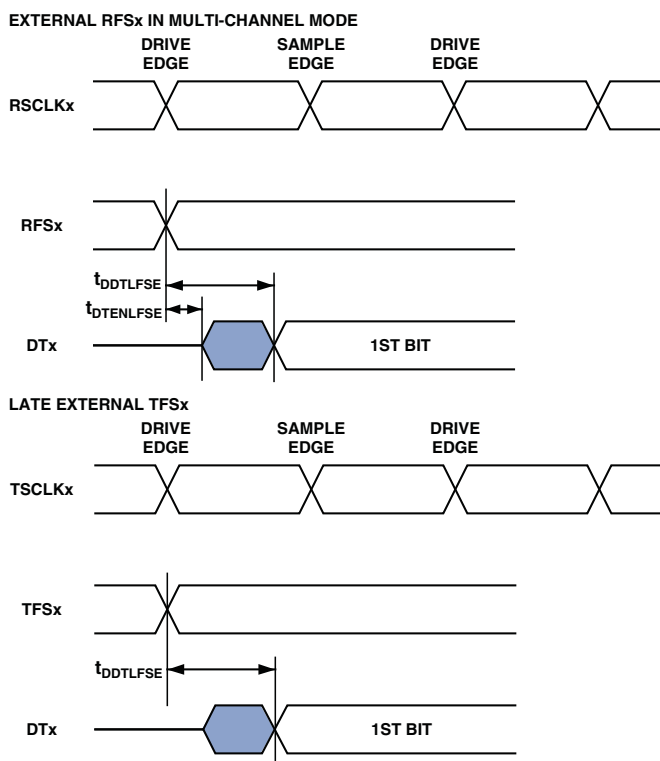 EXTERNAL RFSx IN MULTI-CHANNEL MODE
DRIVE EDGE
SAMPLE EDGE
DRIVE EDGE
RSCLKx
RFSx
tDDTLFSE
tDTENLFSE
DTx
1ST BIT
LATE EXTERNAL TFSx
DRIVE EDGE
SAMPLE EDGE
DRIVE EDGE
TSCLKx
TFSx
tDDTLFSE
DTx
1ST BIT